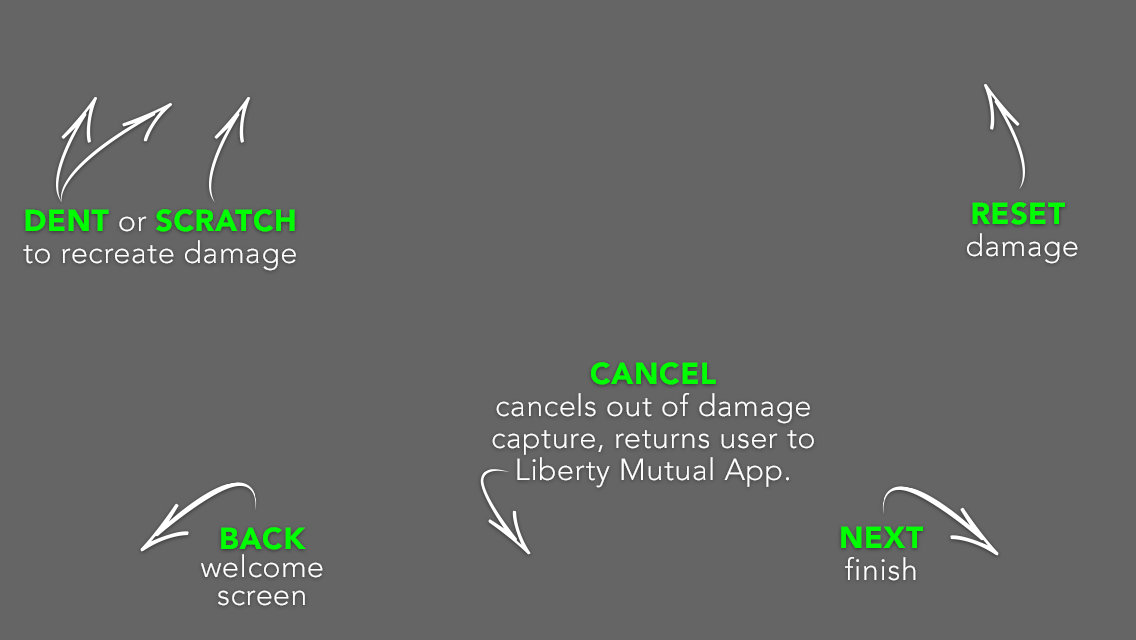 DENT or SCRATCH
to recreate damage
RESET
damage
CANCEL
cancels out of damage
capture, returns user to
Liberty Mutual App.
BACK
welcome
screen
NEXT
finish